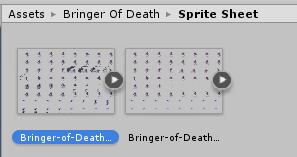 Assets ▸ Bringer Of Death ▸ Sprite Sheet
Bringer-of-Death... Bringer-of-Death...